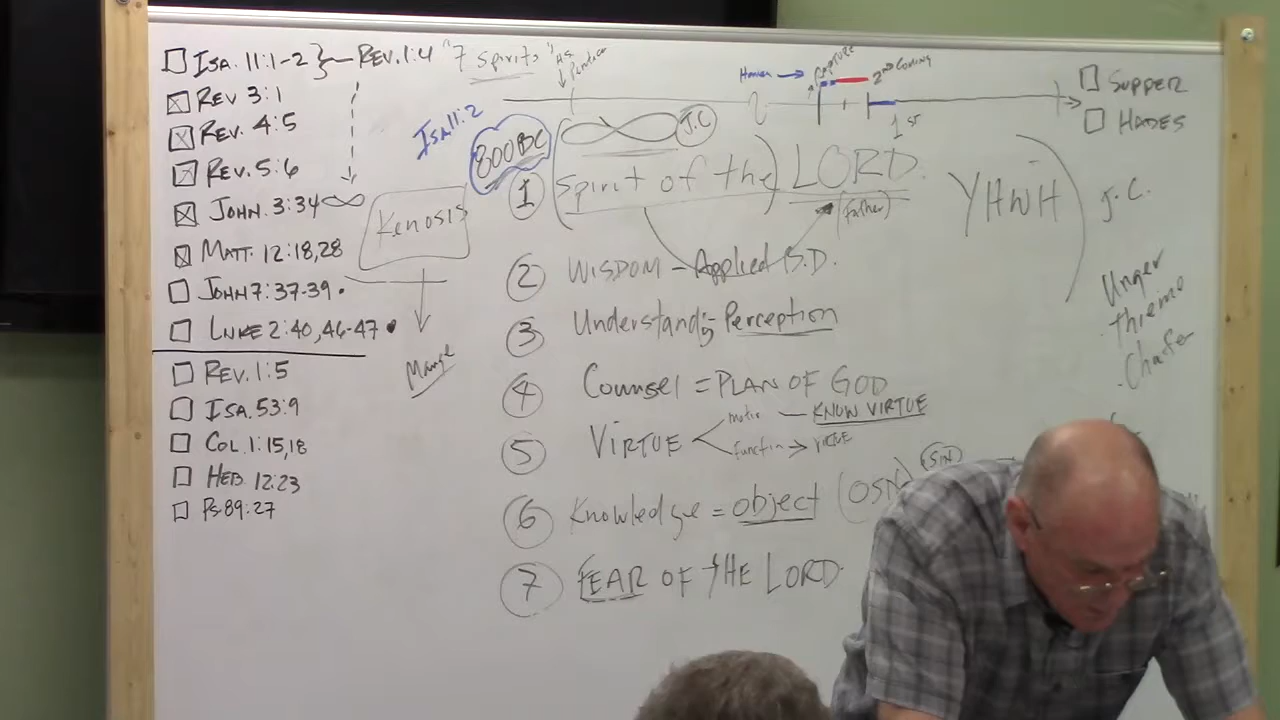 ISA. 11:1-2 } — REV. 1:4 "7 Spirits"
REV 3:1
REV. 4:5
REV. 5:6
JOHN. 3:34 ∞
MATT. 12:18,28
JOHN 7:37-39
LUKE 2:40, 46-47
REV. 1:5
ISA. 53:9
COL. 1:15,18
HEB. 12:23
Ps. 89:27
Kenosis
ISA 11:2
800 BC
J.C
RAPTURE
2ND COMING
1ST
SUPPER
HADES
1 Spirit of the LORD.
(Father)
YHWH
J.C.
2 WISDOM – Applied B.D.
3 Understanding Perception
4 Counsel = PLAN OF GOD
5 VIRTUE
motiv — KNOW VIRTUE
function → VIRTUE
6 Knowledge = object (OSN) (SIN)
7 FEAR OF THE LORD
Unger
Thieme
Chafer